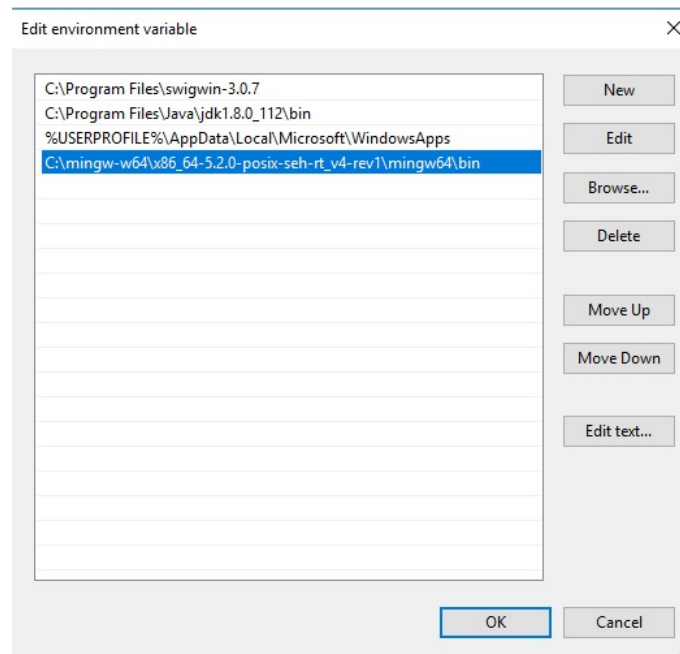 Edit environment variable
C:\Program Files\swigwin-3.0.7
C:\Program Files\Java\jdk1.8.0_112\bin
%USERPROFILE%\AppData\Local\Microsoft\WindowsApps
C:\mingw-w64\x86_64-5.2.0-posix-seh-rt_v4-rev1\mingw64\bin
New
Edit
Browse...
Delete
Move Up
Move Down
Edit text...
OK
Cancel